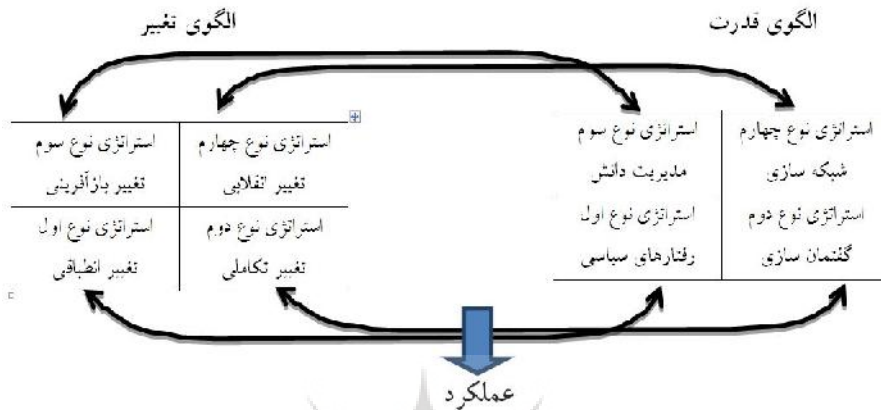 الگوی قدرت
الگوی تغییر
استراتژی نوع چهارم
شبکه سازی
استراتژی نوع سوم
مدیریت دانش
استراتژی نوع دوم
گفتمان سازی
استراتژی نوع اول
رفتارهای سیاسی
استراتژی نوع چهارم
تغییر انقلابی
استراتژی نوع سوم
تغییر بازآفرینی
استراتژی نوع دوم
تغییر تکاملی
استراتژی نوع اول
تغییر انطباقی
عملکرد